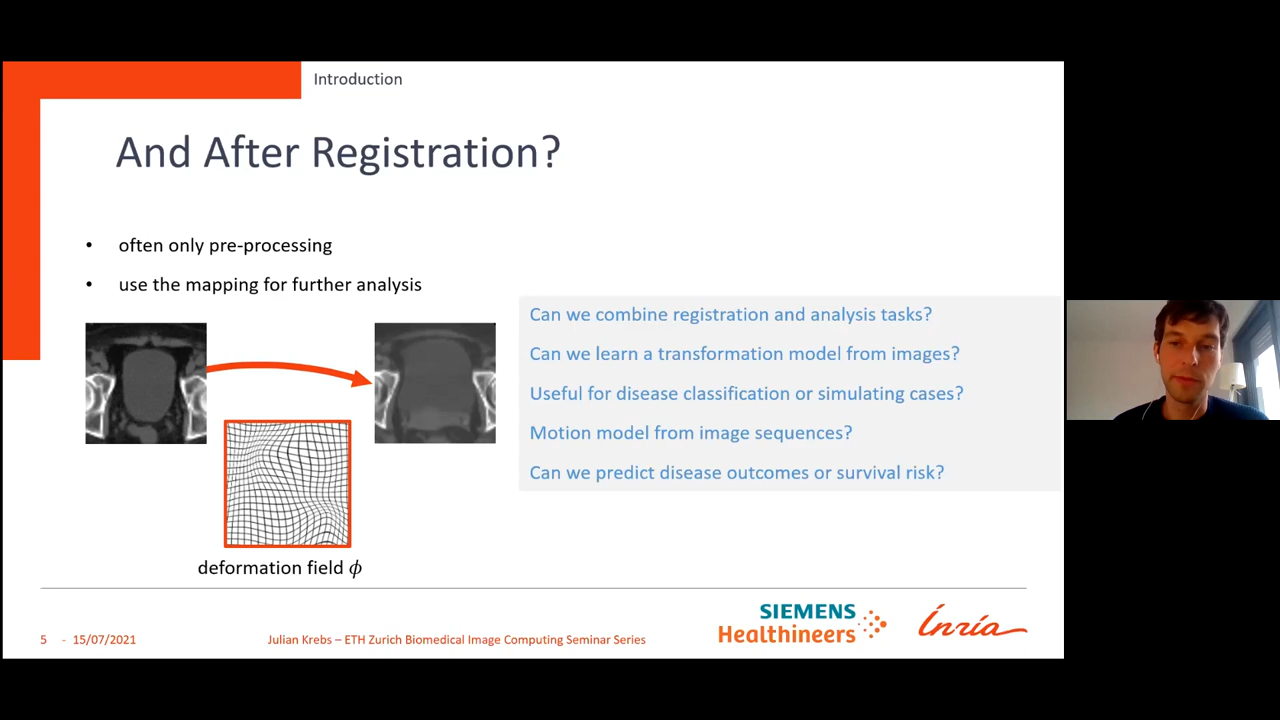 Introduction
And After Registration?
• often only pre-processing
• use the mapping for further analysis
Can we combine registration and analysis tasks?
Can we learn a transformation model from images?
Useful for disease classification or simulating cases?
Motion model from image sequences?
Can we predict disease outcomes or survival risk?
deformation field ϕ
5 - 15/07/2021
Julian Krebs – ETH Zurich Biomedical Image Computing Seminar Series
SIEMENS
Healthineers
Inria